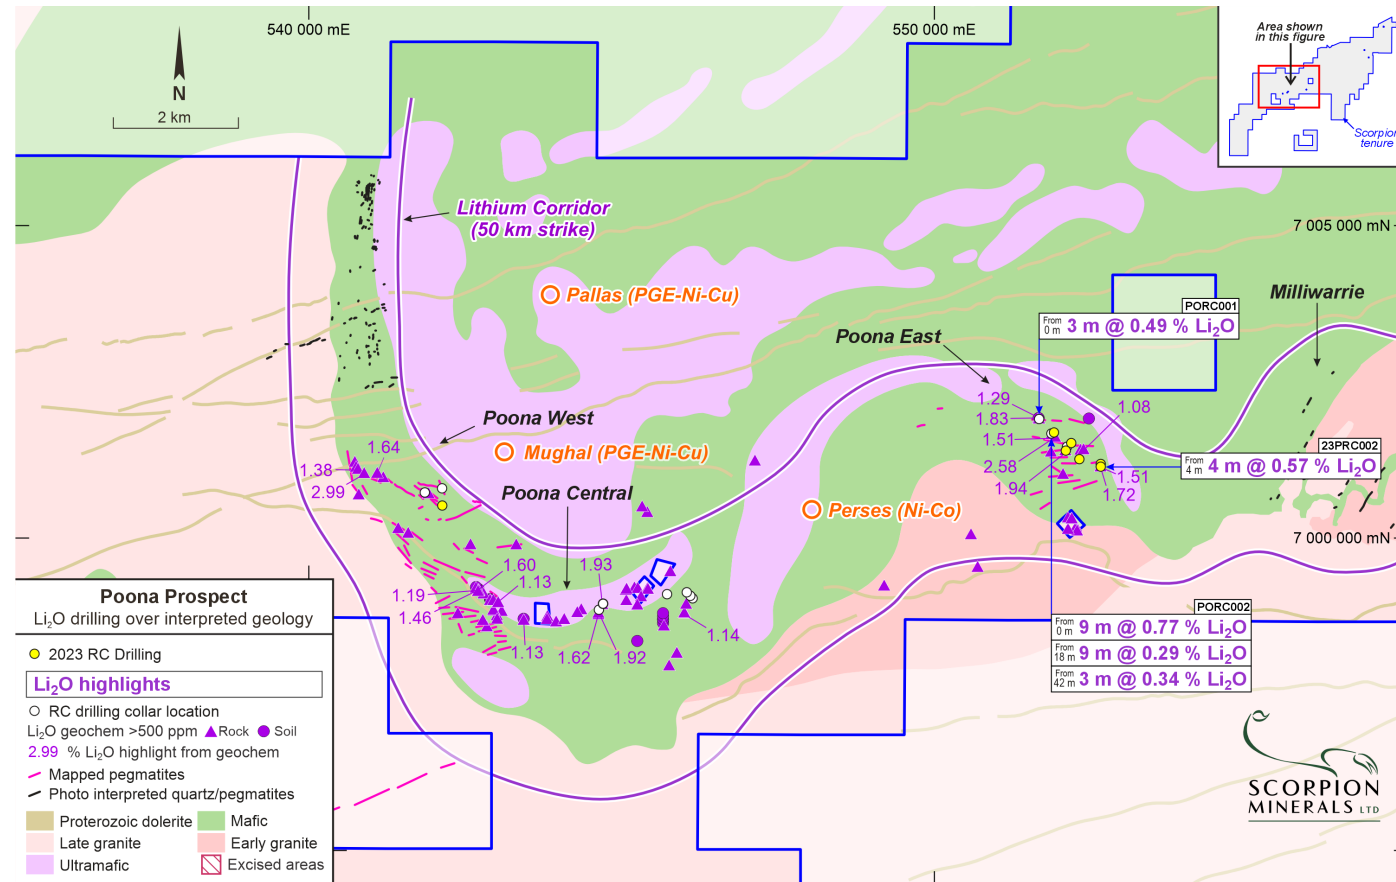 540 000 mE
550 000 mE
Area shown
in this figure
N
2 km
Scorpion
tenure
Lithium Corridor
(50 km strike)
7 005 000 mN
Pallas (PGE-Ni-Cu)
Milliwarrie
PORC001
From
0 m
3 m @ 0.49 % Li₂O
Poona East
1.29
1.83
1.08
Poona West
1.51
23PRC002
From
4 m
4 m @ 0.57 % Li₂O
1.64
Mughal (PGE-Ni-Cu)
1.38
2.58
1.51
2.99
1.94
1.72
Poona Central
Perses (Ni-Co)
7 000 000 mN
1.60
1.93
1.13
1.19
1.46
1.13
1.62
1.92
1.14
PORC002
From
0 m
9 m @ 0.77 % Li₂O
From
18 m
9 m @ 0.29 % Li₂O
From
42 m
3 m @ 0.34 % Li₂O
Poona Prospect
Li₂O drilling over interpreted geology
2023 RC Drilling
Li₂O highlights
RC drilling collar location
Li₂O geochem >500 ppm Rock Soil
2.99 % Li₂O highlight from geochem
Mapped pegmatites
Photo interpreted quartz/pegmatites
Proterozoic dolerite Mafic
Late granite Early granite
Ultramafic Excised areas
SCORPION
MINERALS LTD